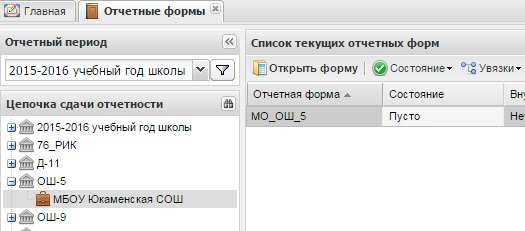 Главная
Отчетные формы
Отчетный период
2015-2016 учебный год школы
Цепочка сдачи отчетности
2015-2016 учебный год школы
76_РИК
Д-11
ОШ-5
МБОУ Юкаменская СОШ
ОШ-9
Список текущих отчетных форм
Открыть форму Состояние Увязки
Отчетная форма Состояние Вну
МО_ОШ_5 Пусто Нет